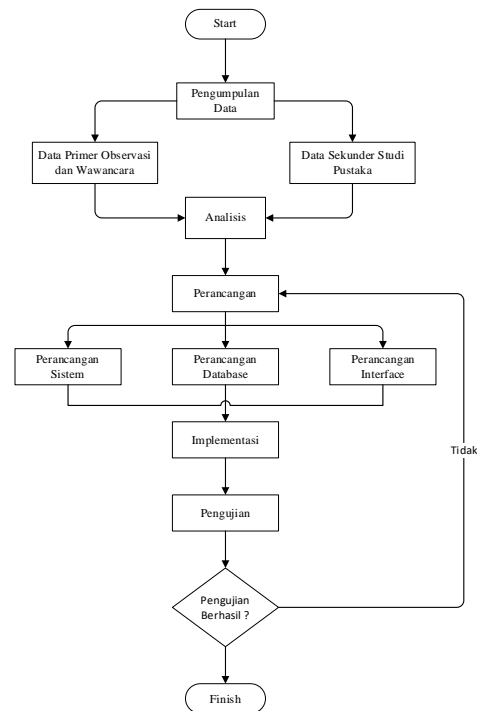 Start
Pengumpulan
Data
Data Primer Observasi
dan Wawancara
Data Sekunder Studi
Pustaka
Analisis
Perancangan
Perancangan
Sistem
Perancangan
Database
Perancangan
Interface
Implementasi
Tidak
Pengujian
Pengujian
Berhasil ?
Finish